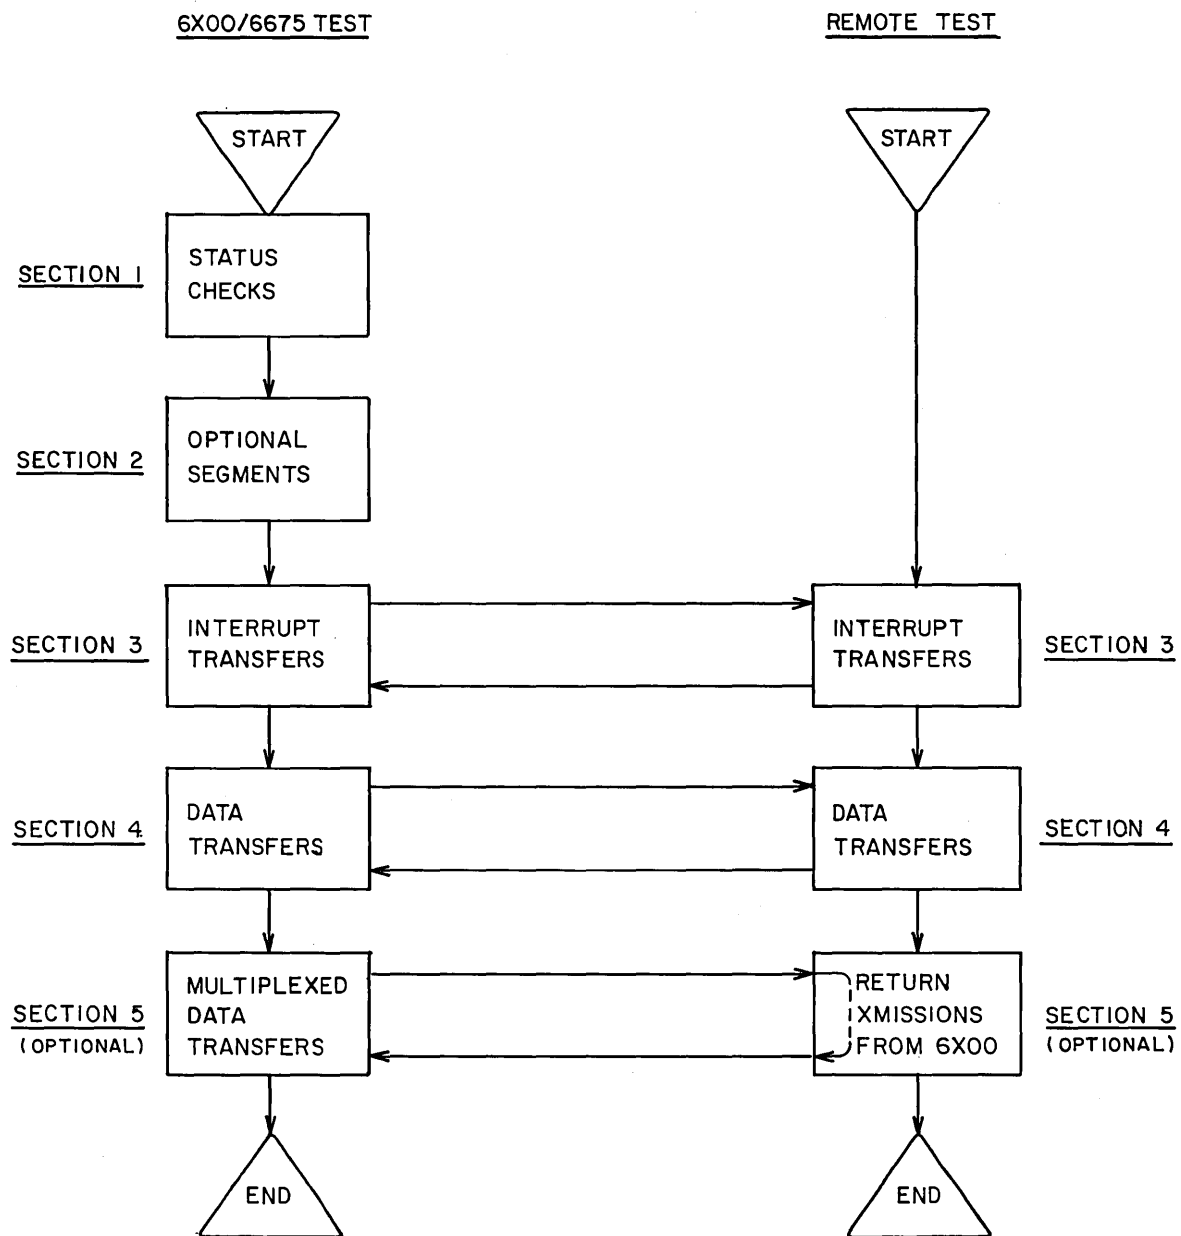 6X00/6675 TEST
REMOTE TEST
START
START
SECTION 1
STATUS
CHECKS
SECTION 2
OPTIONAL
SEGMENTS
SECTION 3
INTERRUPT
TRANSFERS
INTERRUPT
TRANSFERS
SECTION 3
SECTION 4
DATA
TRANSFERS
DATA
TRANSFERS
SECTION 4
SECTION 5
(OPTIONAL)
MULTIPLEXED
DATA
TRANSFERS
RETURN
XMISSIONS
FROM 6X00
SECTION 5
(OPTIONAL)
END
END